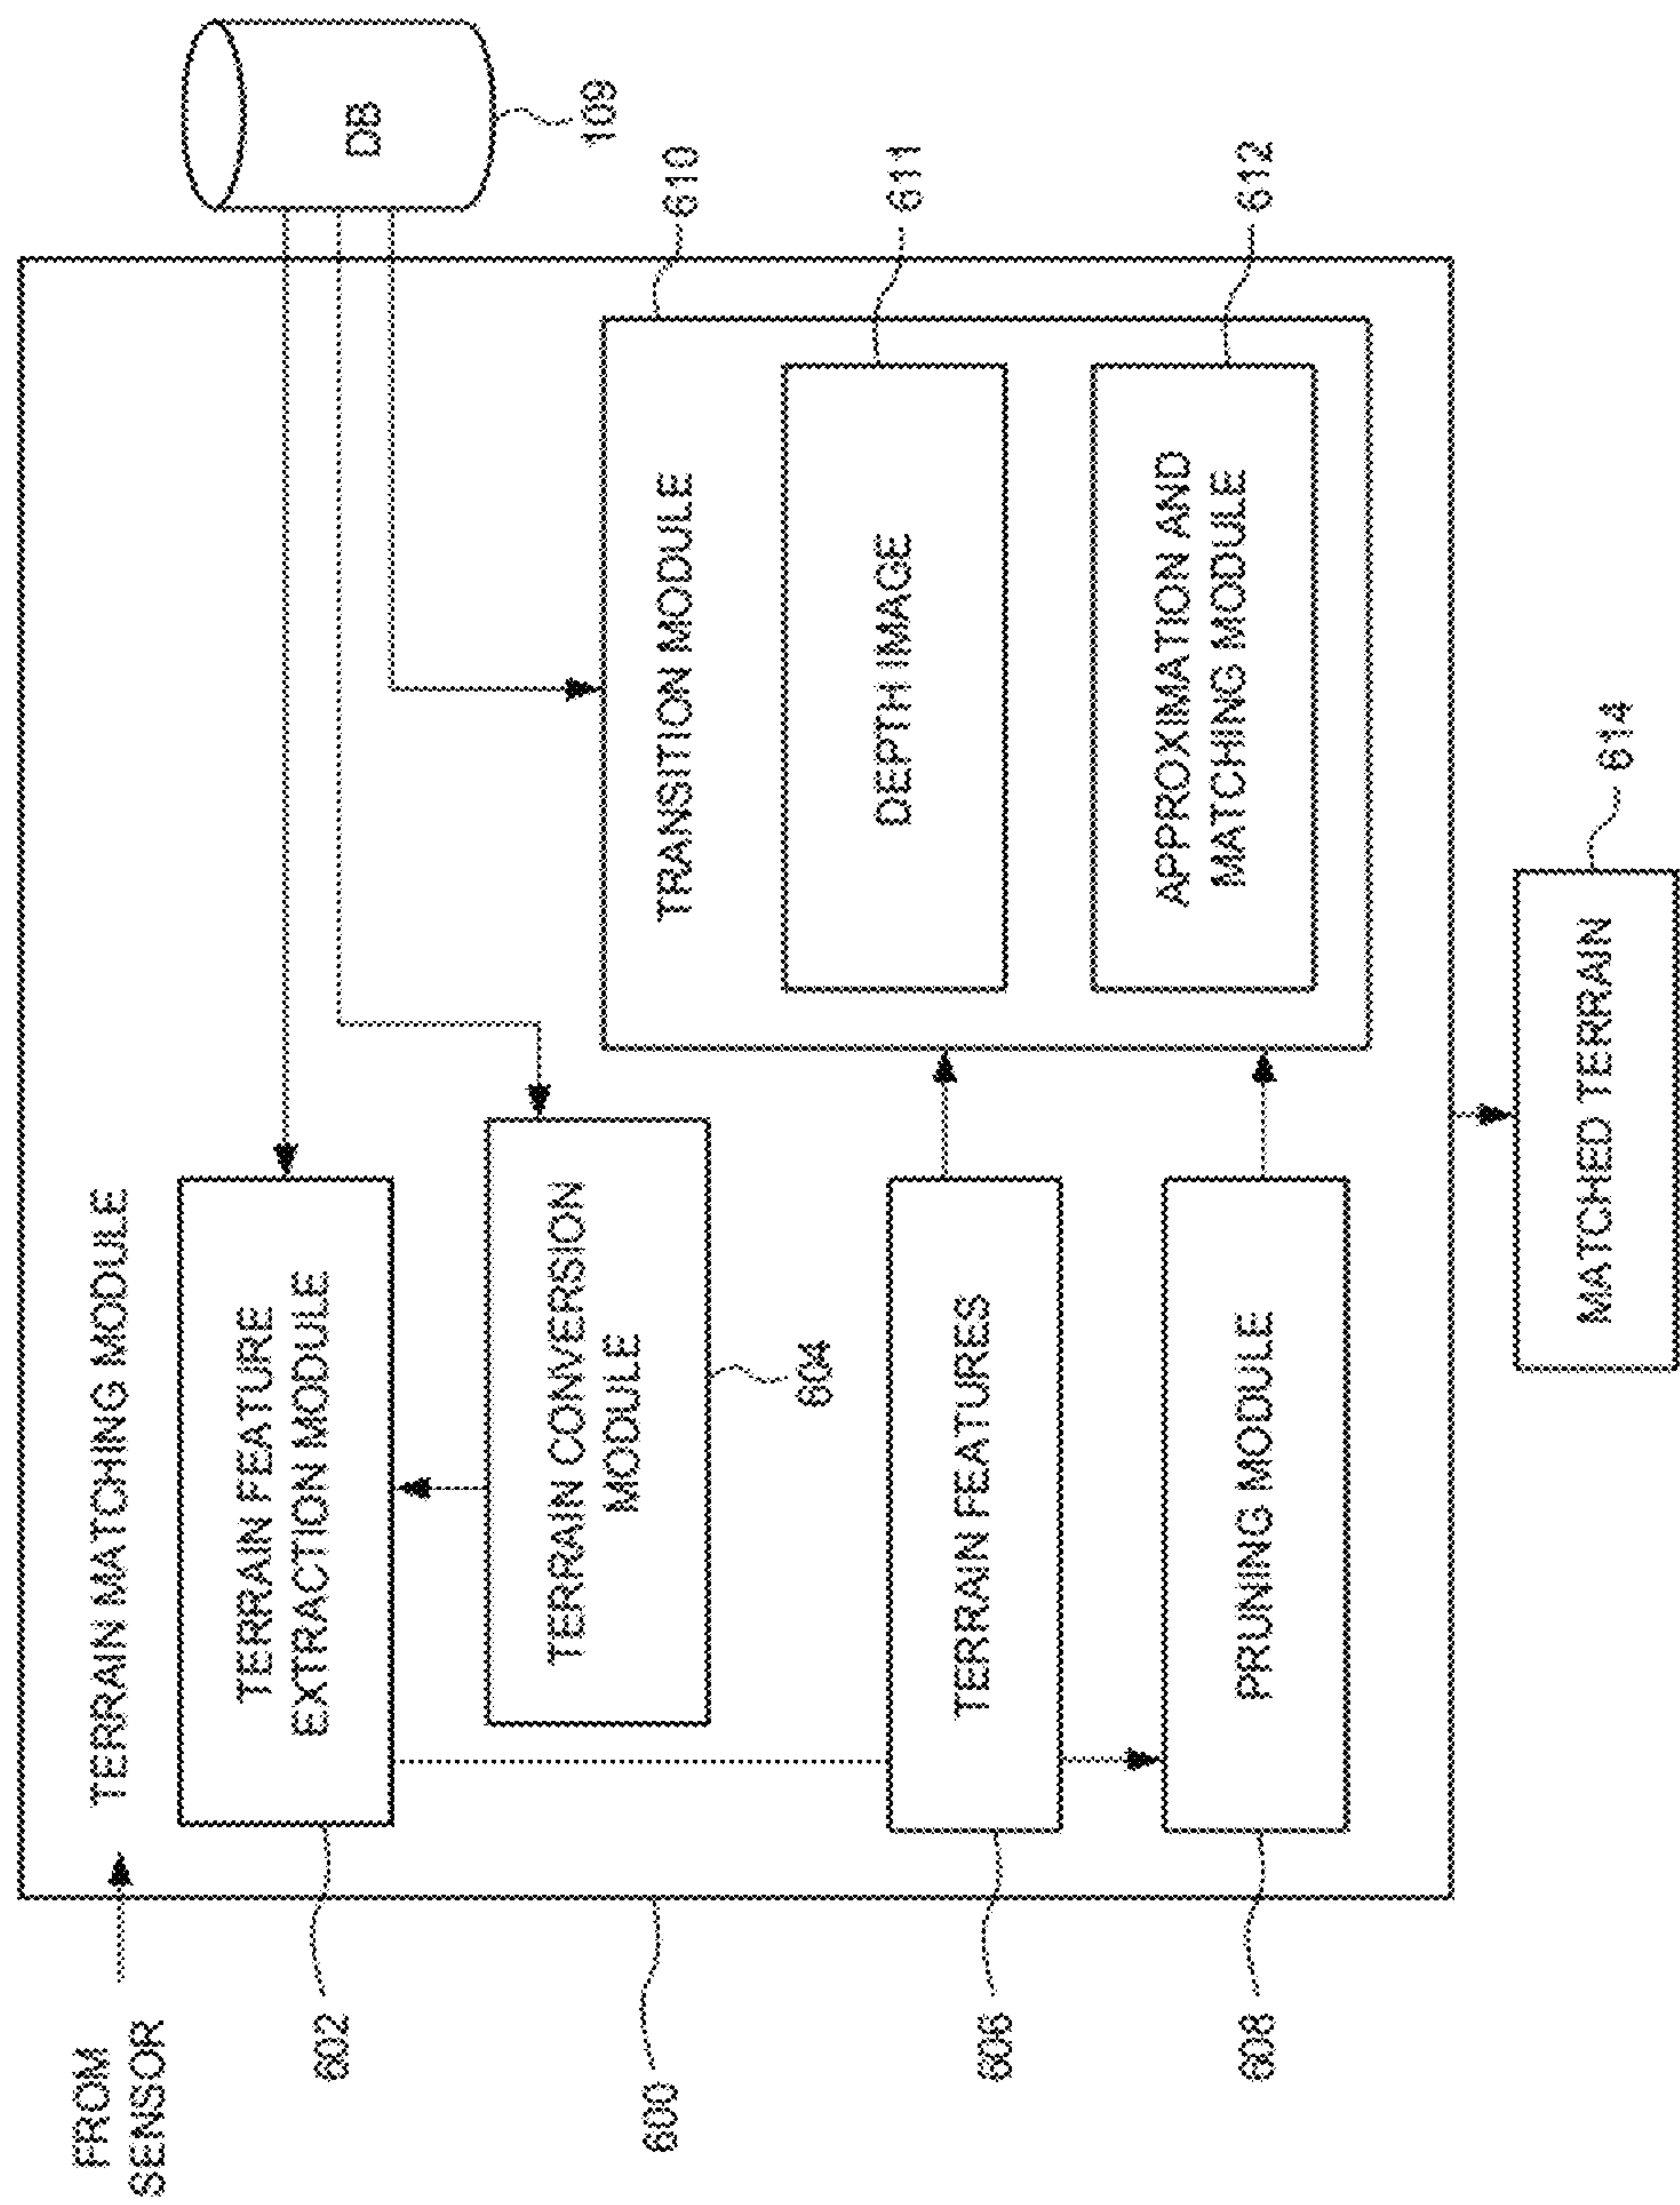 FROM
SENSOR
TERRAIN MATCHING MODULE
602
TERRAIN FEATURE
EXTRACTION MODULE
DB
109
600
TERRAIN CONVERSION
MODULE
604
610
TRANSITION MODULE
606
TERRAIN FEATURES
DEPTH IMAGE
611
608
PRUNING MODULE
APPROXIMATION AND
MATCHING MODULE
612
MATCHED TERRAIN
614